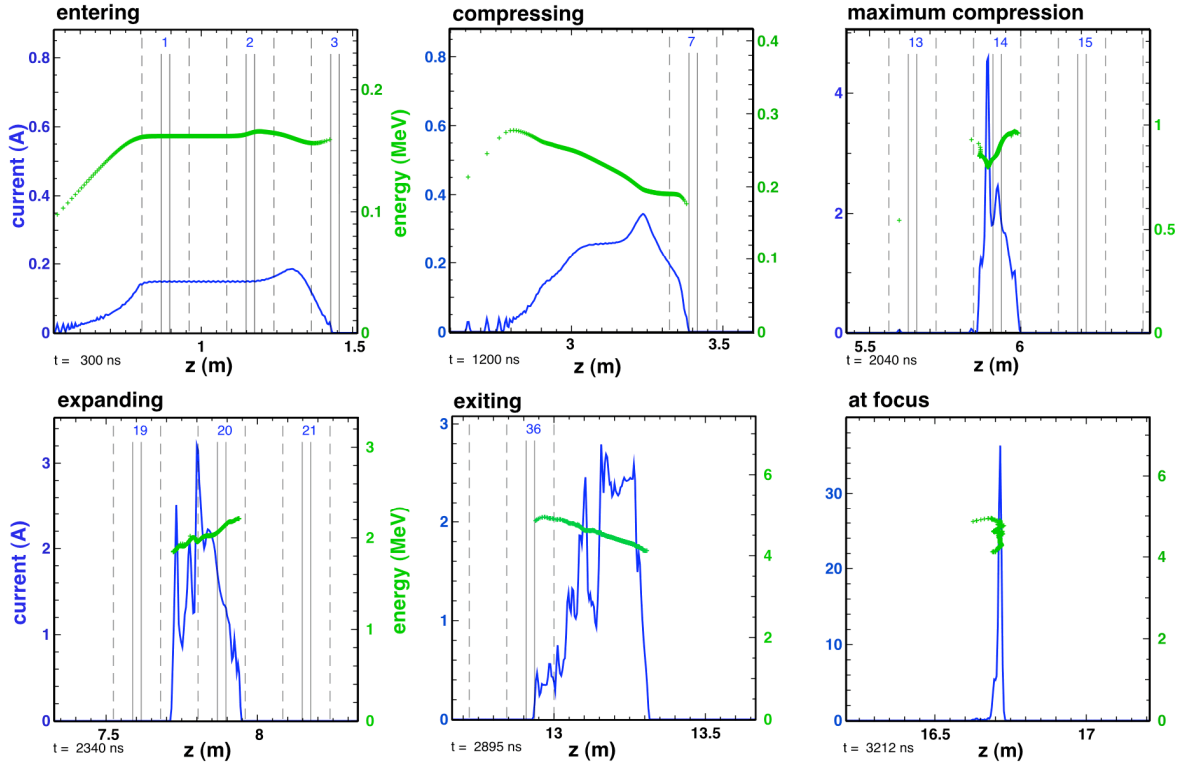 entering
compressing
maximum compression
1 2 3
7
13 14 15
current (A)
energy (MeV)
0.8
0.6
0.4
0.2
0
0.2
0.1
0
0.8
0.6
0.4
0.2
0
0.4
0.3
0.2
0.1
0
4
2
0
1
0.5
0
1 1.5
3 3.5
5.5 6
t = 300 ns z (m)
t = 1200 ns z (m)
t = 2040 ns z (m)
expanding
exiting
at focus
19 20 21
36
current (A)
energy (MeV)
3
2
1
0
3
2
1
0
3
2
1
0
6
4
2
0
30
20
10
0
6
4
2
0
7.5 8
13 13.5
16.5 17
t = 2340 ns z (m)
t = 2895 ns z (m)
t = 3212 ns z (m)